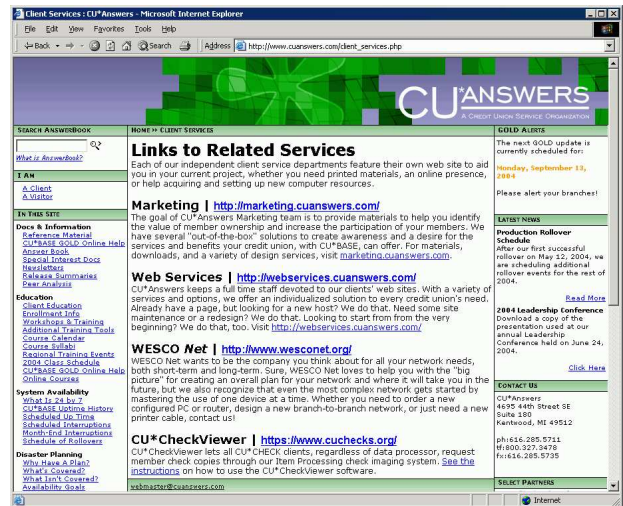 Client Services : CU*Answers - Microsoft Internet Explorer
File Edit View Favorites Tools Help
Back Search Address http://www.cuanswers.com/client_services.php
CU*ANSWERS
A CREDIT UNION SERVICE ORGANIZATION
SEARCH ANSWERBOOK
What is Answerbook?
I AM
A Client
A Visitor
IN THIS SITE
Docs & Information
Reference Material
CU*BASE GOLD Online Help
Answer Book
Special Interest Docs
Newsletters
Release Summaries
Peer Analysis
Education
Client Education
Enrollment Info
Workshops & Training
Additional Training Tools
Course Calendar
Course Syllabi
Regional Training Events
2004 Class Schedule
CU*BASE GOLD Online Help
Online Courses
System Availability
What Is 24 by 7
CU*BASE Uptime History
Scheduled Up Time
Scheduled Interruptions
Month-End Interruptions
Schedule of Rollovers
Disaster Planning
Why Have A Plan?
What's Covered?
What Isn't Covered?
Availability Goals
HOME >> CLIENT SERVICES
Links to Related Services
Each of our independent client service departments feature their own web site to aid
you in your current project, whether you need printed materials, an online presence,
or help acquiring and setting up new computer resources.
Marketing | http://marketing.cuanswers.com/
The goal of CU*Answers Marketing team is to provide materials to help you identify
the value of member ownership and increase the participation of your members. We
have several "out-of-the-box" solutions to create awareness and a desire for the
services and benefits your credit union, with CU*BASE, can offer. For materials,
downloads, and a variety of design services, visit marketing.cuanswers.com.
Web Services | http://webservices.cuanswers.com/
CU*Answers keeps a full time staff devoted to our clients' web sites. With a variety of
services and options, we offer an individualized solution to every credit union's need.
Already have a page, but looking for a new host? We do that. Need some site
maintenance or a redesign? We do that. Looking to start from from the very
beginning? We do that, too. Visit http://webservices.cuanswers.com/
WESCO Net | http://www.wesconet.org/
WESCO Net wants to be the company you think about for all your network needs,
both short-term and long-term. Sure, WESCO Net loves to help you with the "big
picture" for creating an overall plan for your network and where it will take you in the
future, but we also recognize that even the most complex network gets started by
mastering the use of one device at a time. Whether you need to order a new
configured PC or router, design a new branch-to-branch network, or just need a new
printer cable, contact us!
CU*CheckViewer | https://www.cuchecks.org/
CU*CheckViewer lets all CU*CHECK clients, regardless of data processor, request
member check copies through our Item Processing check imaging system. See the
instructions on how to use the CU*CheckViewer software.
webmaster@cuanswers.com
GOLD ALERTS
The next GOLD update is
currently scheduled for:
Monday, September 13,
2004
Please alert your branches!
LATEST NEWS
Production Rollover
Schedule
After our first successful
rollover on May 12, 2004, we
are scheduling additional
rollover events for the rest of
2004.
Read More
2004 Leadership Conference
Download a copy of the
presentation used at our
annual Leadership
Conference held on June 24,
2004.
Click Here
CONTACT US
CU*Answers
4695 44th Street SE
Suite 180
Kentwood, MI 49512
ph:616.285.5711
tf:800.327.3478
fx:616.285.5735
SELECT PARTNERS
Internet